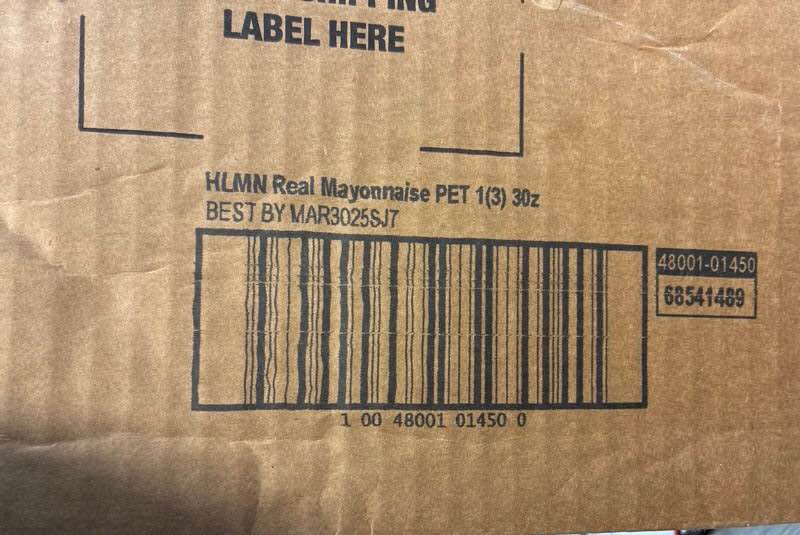 LABEL HERE
HLMN Real Mayonnaise PET 1(3) 30z
BEST BY MAR3025SJ7
48001-01450
68541489
1 00 48001 01450 0